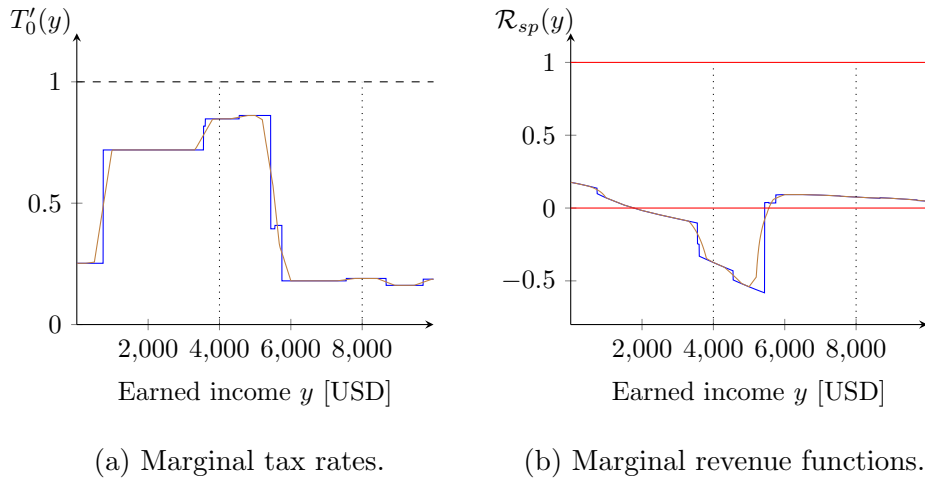 T′₀(y)
1
0.5
0
2,000 4,000 6,000 8,000
Earned income y [USD]
(a) Marginal tax rates.
ℛₛₚ(y)
1
0.5
0
−0.5
2,000 4,000 6,000 8,000
Earned income y [USD]
(b) Marginal revenue functions.